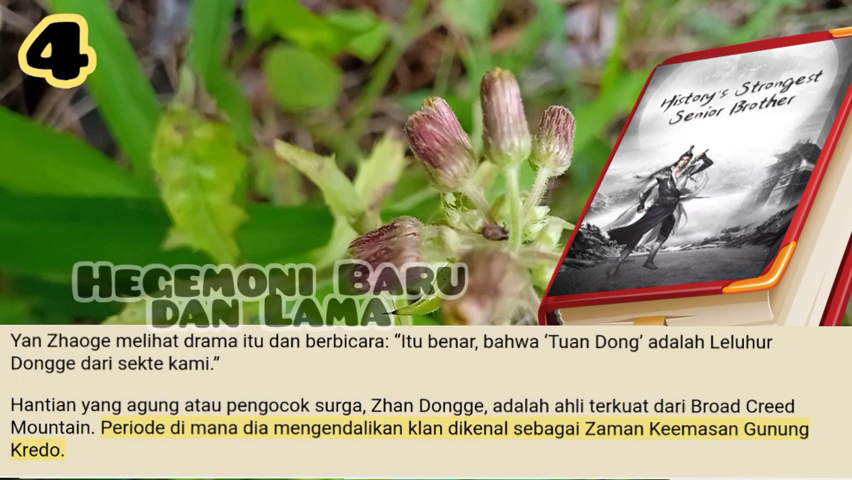 4
History's Strongest
Senior Brother
Hegemoni Baru
dan Lama
Yan Zhaoge melihat drama itu dan berbicara: “Itu benar, bahwa ‘Tuan Dong’ adalah Leluhur
Dongge dari sekte kami.”
Hantian yang agung atau pengocok surga, Zhan Dongge, adalah ahli terkuat dari Broad Creed
Mountain. Periode di mana dia mengendalikan klan dikenal sebagai Zaman Keemasan Gunung
Kredo.